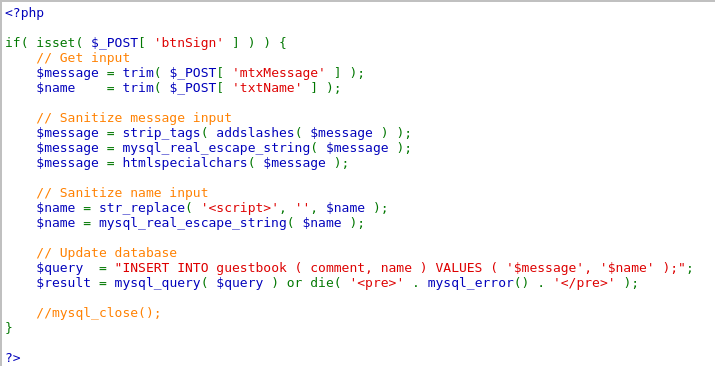 <?php
if( isset( $_POST[ 'btnSign' ] ) ) {
// Get input
$message = trim( $_POST[ 'mtxMessage' ] );
$name    = trim( $_POST[ 'txtName' ] );
// Sanitize message input
$message = strip_tags( addslashes( $message ) );
$message = mysql_real_escape_string( $message );
$message = htmlspecialchars( $message );
// Sanitize name input
$name = str_replace( '<script>', '', $name );
$name = mysql_real_escape_string( $name );
// Update database
$query  = "INSERT INTO guestbook ( comment, name ) VALUES ( '$message', '$name' );";
$result = mysql_query( $query ) or die( '<pre>' . mysql_error() . '</pre>' );
//mysql_close();
}
?>